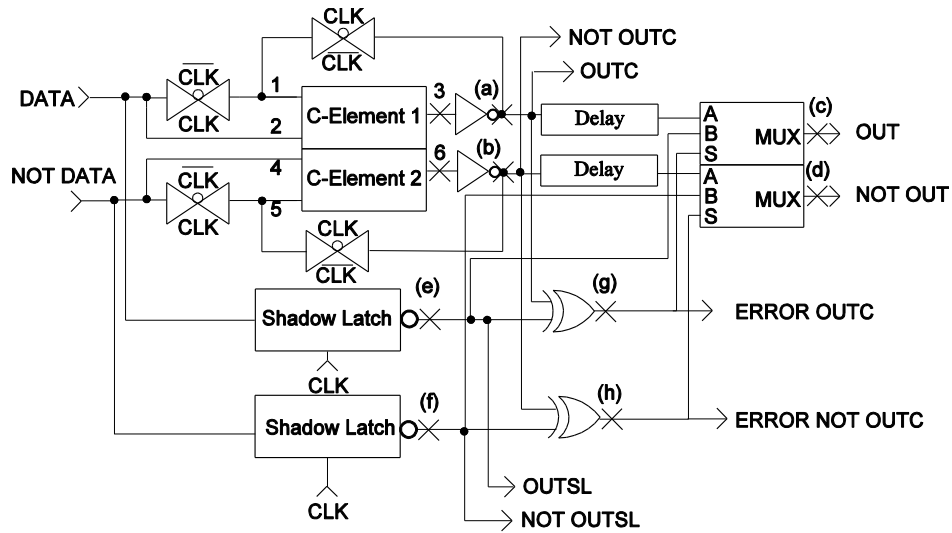 CLK
CLK
NOT OUTC
OUTC
CLK
CLK
DATA
1
2
C-Element 1
3
(a)
Delay
A
B
S
MUX
(c)
OUT
NOT DATA
4
5
C-Element 2
6
(b)
Delay
A
B
S
MUX
(d)
NOT OUT
CLK
CLK
CLK
CLK
Shadow Latch
(e)
CLK
(g)
ERROR OUTC
Shadow Latch
(f)
CLK
(h)
ERROR NOT OUTC
OUTSL
NOT OUTSL